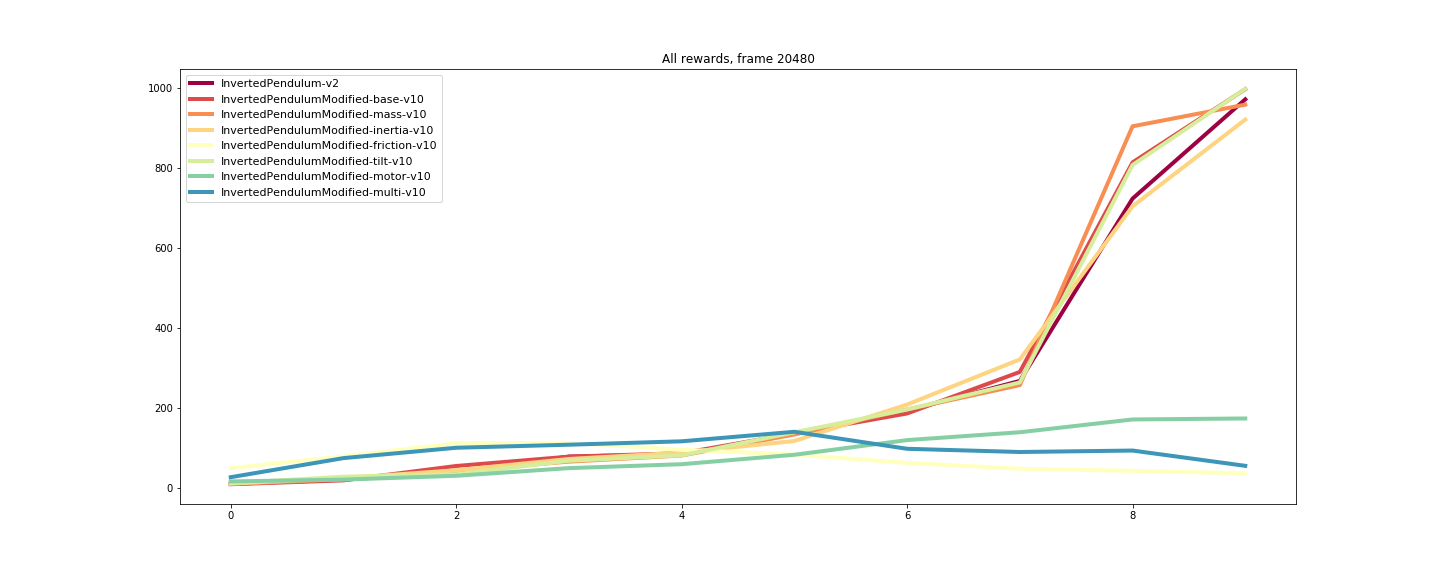 All rewards, frame 20480
InvertedPendulum-v2
InvertedPendulumModified-base-v10
InvertedPendulumModified-mass-v10
InvertedPendulumModified-inertia-v10
InvertedPendulumModified-friction-v10
InvertedPendulumModified-tilt-v10
InvertedPendulumModified-motor-v10
InvertedPendulumModified-multi-v10
1000
800
600
400
200
0
0 2 4 6 8